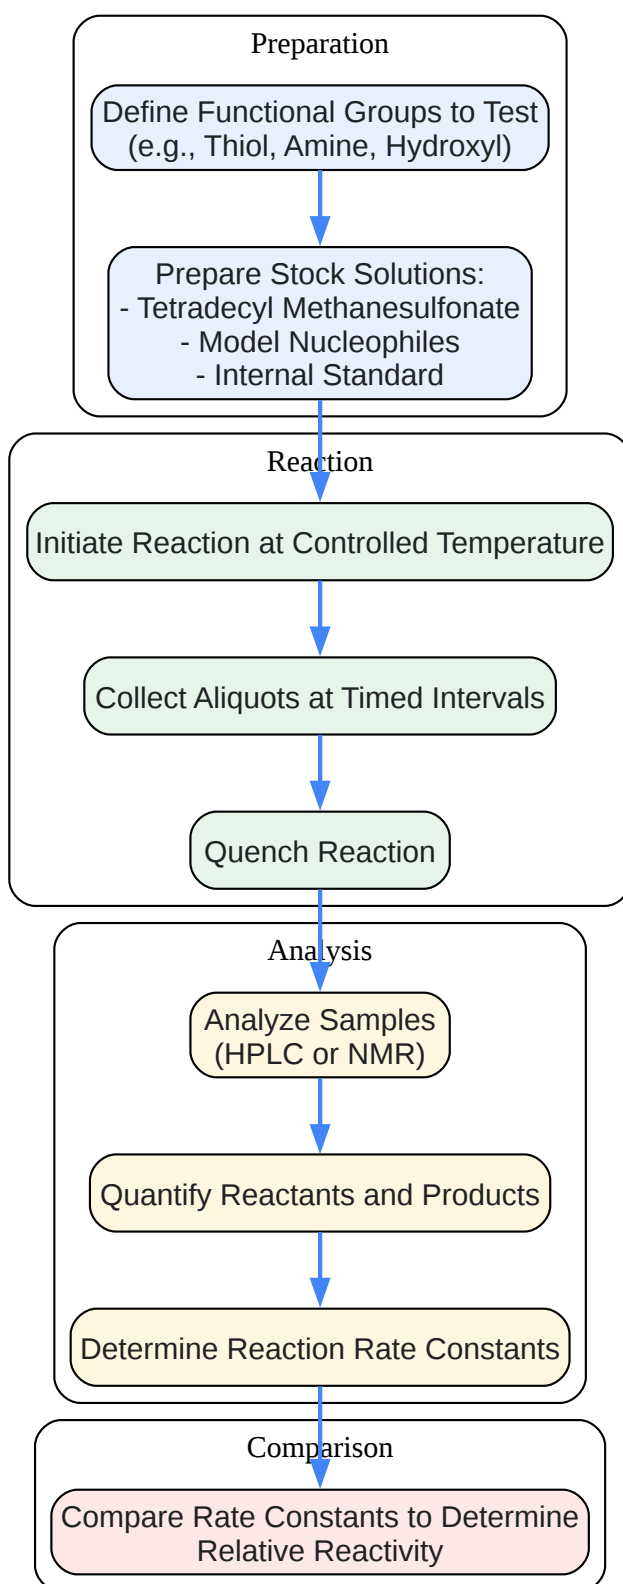 Preparation
Define Functional Groups to Test
(e.g., Thiol, Amine, Hydroxyl)
Prepare Stock Solutions:
- Tetradecyl Methanesulfonate
- Model Nucleophiles
- Internal Standard
Reaction
Initiate Reaction at Controlled Temperature
Collect Aliquots at Timed Intervals
Quench Reaction
Analysis
Analyze Samples
(HPLC or NMR)
Quantify Reactants and Products
Determine Reaction Rate Constants
Comparison
Compare Rate Constants to Determine
Relative Reactivity